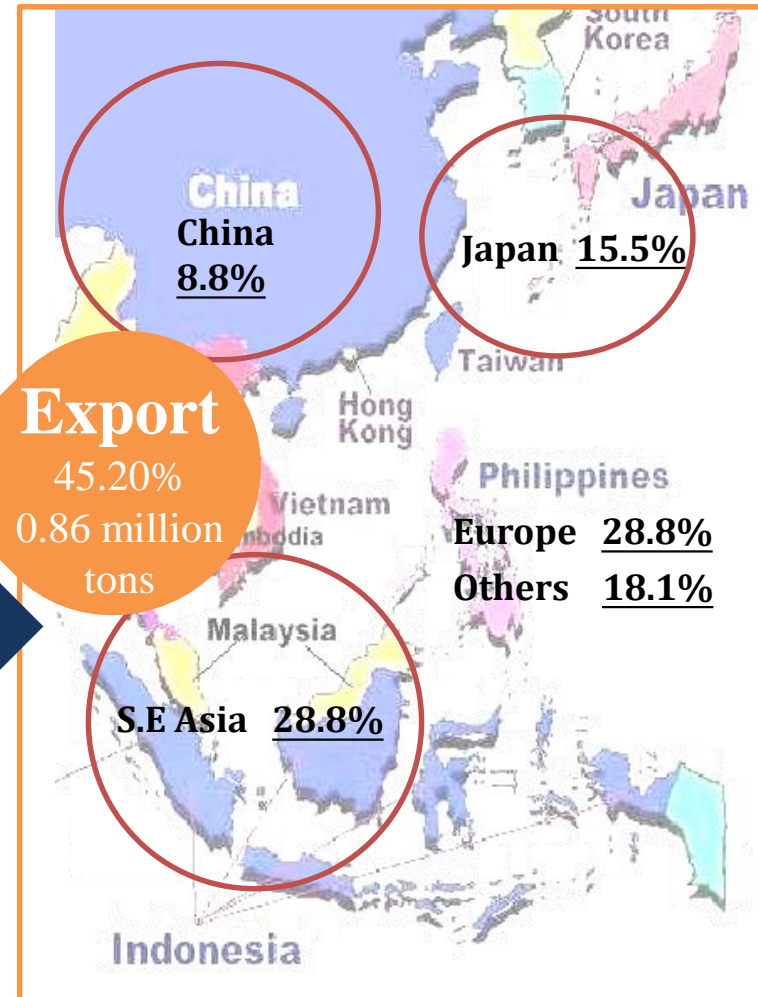 South
Korea
China
Japan
China
8.8%
Japan 15.5%
Taiwan
Export
45.20%
0.86 million
tons
Hong
Kong
Philippines
Vietnam
Europe 28.8%
mbodia
Others 18.1%
Malaysia
S.E Asia 28.8%
Indonesia